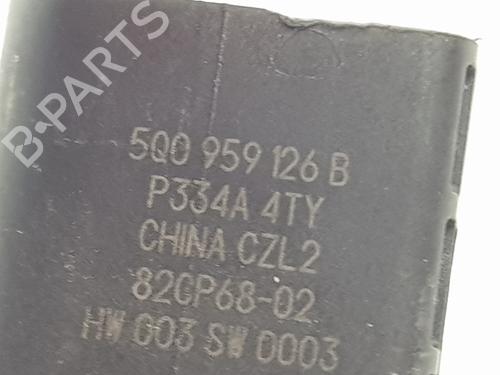 B-PARTS
5Q0 959 126 B
P334A 4TY
CHINA CZL2
82CP68-02
HW 003 SW 0003